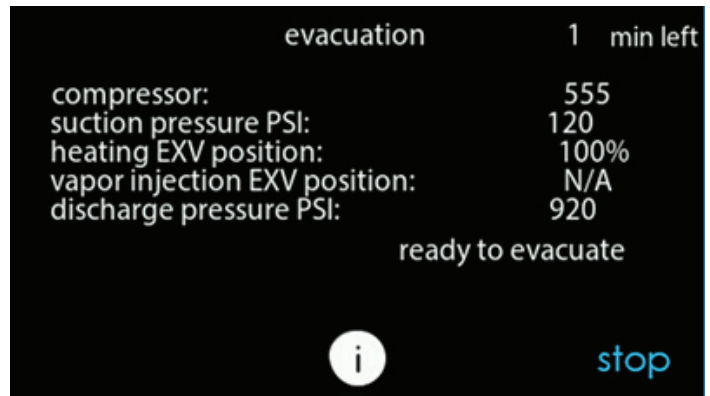 evacuation 1 min left
compressor: 555
suction pressure PSI: 120
heating EXV position: 100%
vapor injection EXV position: N/A
discharge pressure PSI: 920
ready to evacuate
i
stop